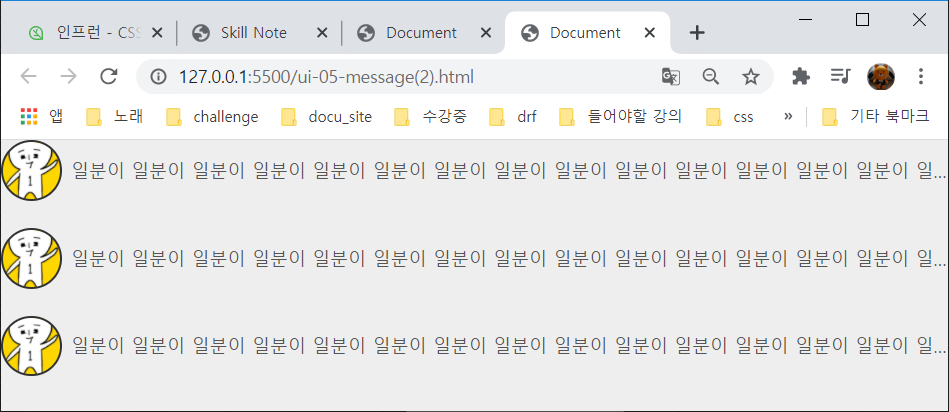 인프런 - CSS
Skill Note
Document
Document
127.0.0.1:5500/ui-05-message(2).html
앱
노래
challenge
docu_site
수강중
drf
들어야할 강의
css
»
기타 북마크
1
일분이 일분이 일분이 일분이 일분이 일분이 일분이 일분이 일분이 일분이 일분이 일분이 일분이 일분이 일...
1
일분이 일분이 일분이 일분이 일분이 일분이 일분이 일분이 일분이 일분이 일분이 일분이 일분이 일분이 일...
1
일분이 일분이 일분이 일분이 일분이 일분이 일분이 일분이 일분이 일분이 일분이 일분이 일분이 일분이 일...